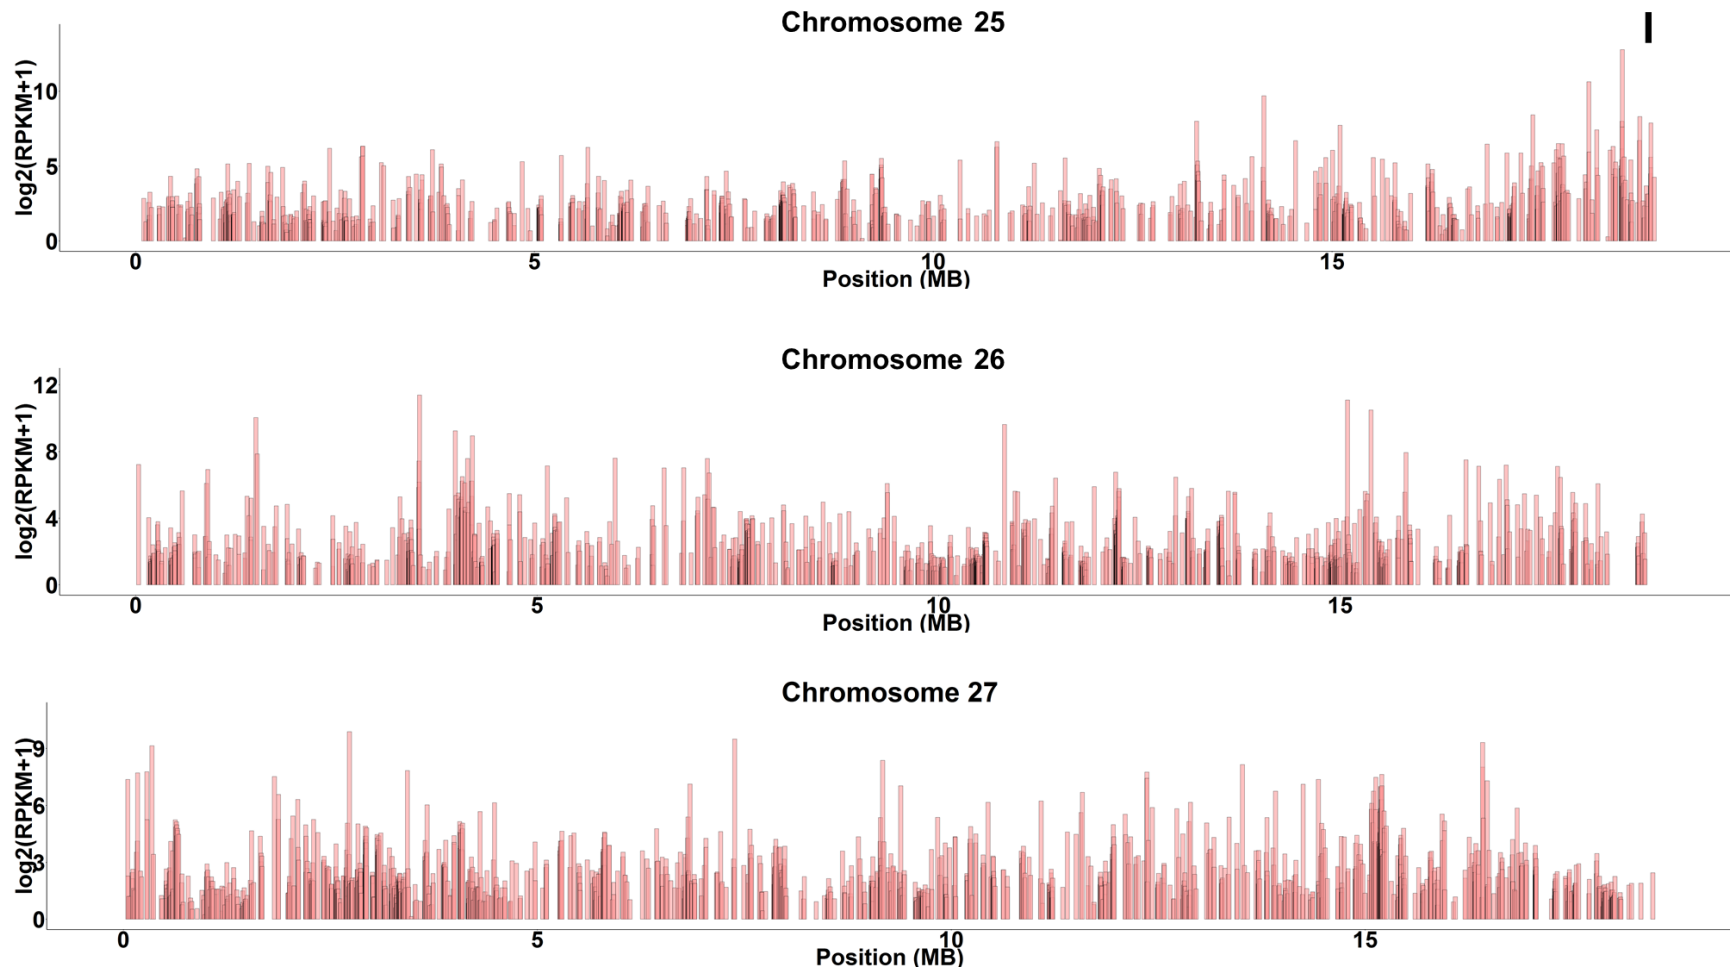 Chromosome 25
log2(RPKM+1)
10
5
0
0 5 10 15
Position (MB)
Chromosome 26
log2(RPKM+1)
12
8
4
0
0 5 10 15
Position (MB)
Chromosome 27
log2(RPKM+1)
9
6
3
0
0 5 10 15
Position (MB)